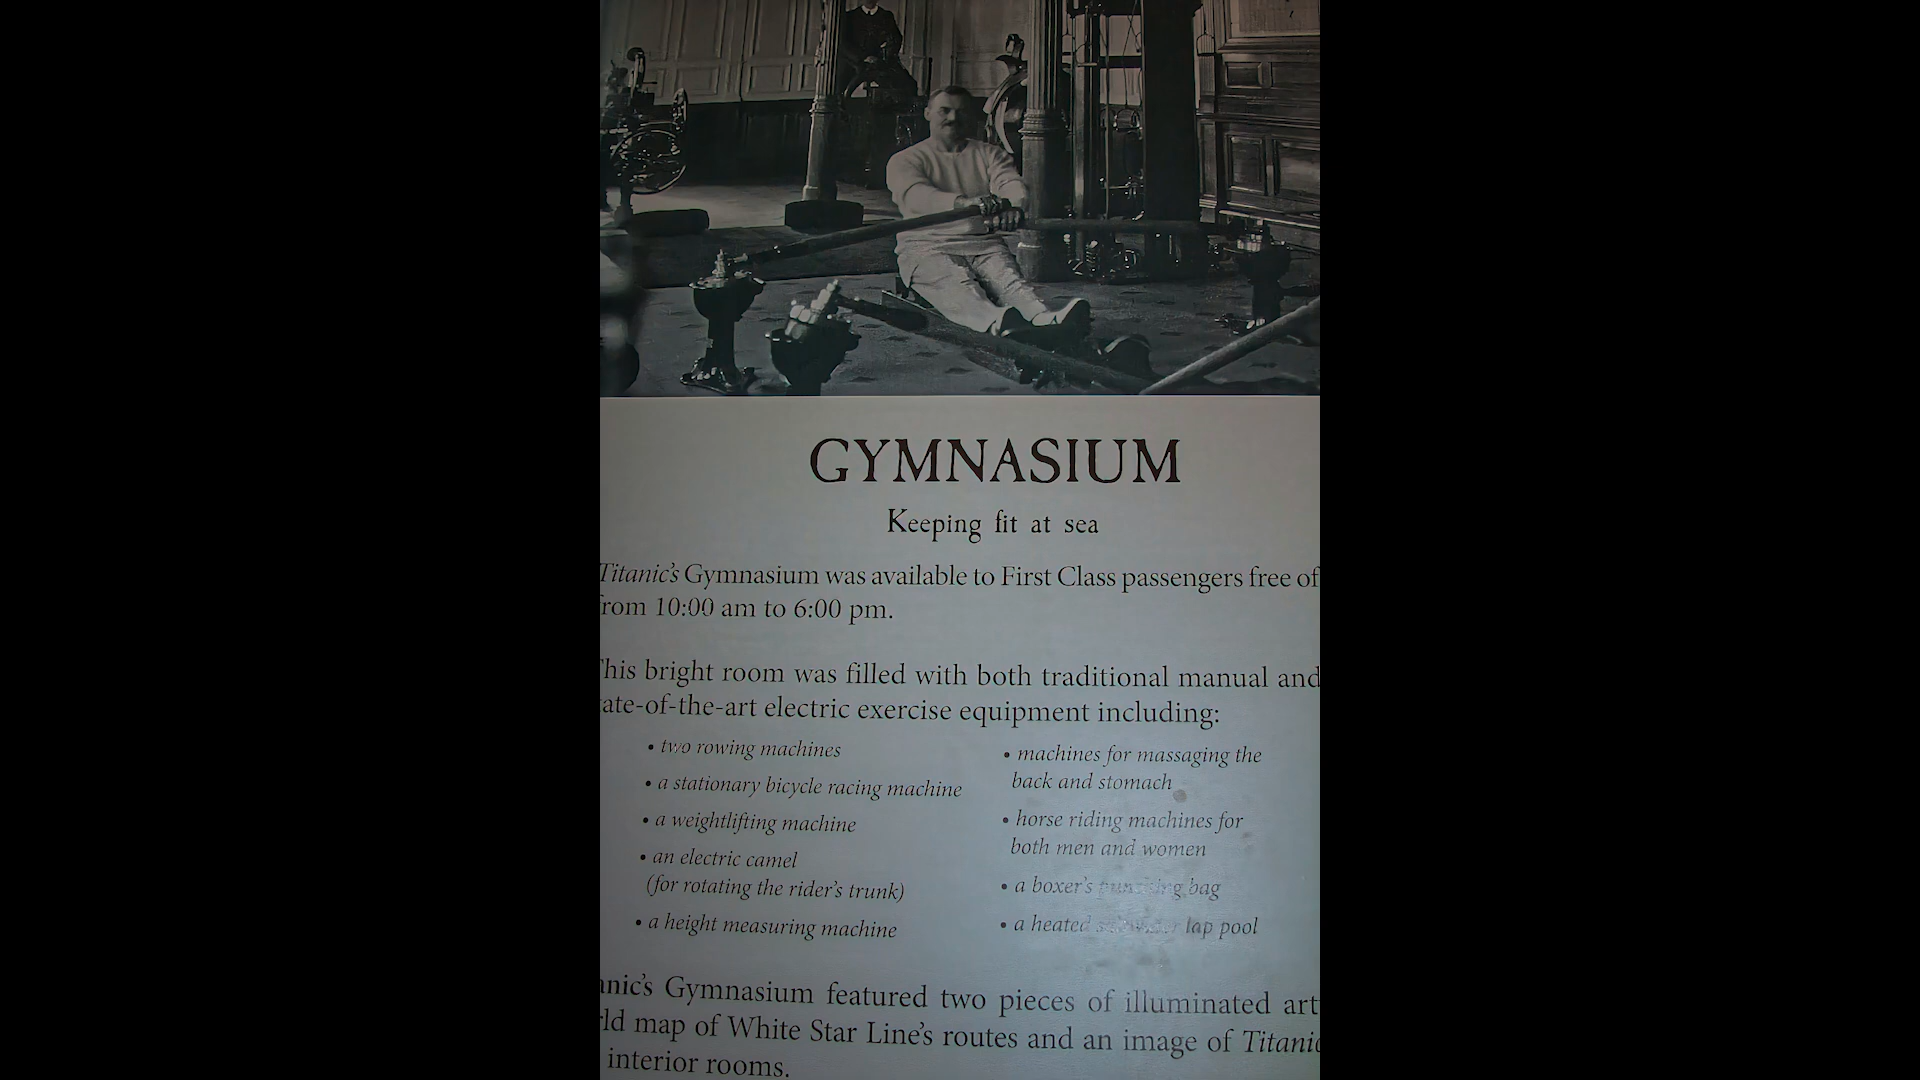 GYMNASIUM
Keeping fit at sea
Titanic's Gymnasium was available to First Class passengers free of
from 10:00 am to 6:00 pm.
This bright room was filled with both traditional manual and
tate-of-the-art electric exercise equipment including:
• two rowing machines
• a stationary bicycle racing machine
• a weightlifting machine
• an electric camel
(for rotating the rider's trunk)
• a height measuring machine
• machines for massaging the
back and stomach
• horse riding machines for
both men and women
• a boxer's punching bag
• a heated saltwater lap pool
anic's Gymnasium featured two pieces of illuminated art
rld map of White Star Line's routes and an image of Titanic
interior rooms.